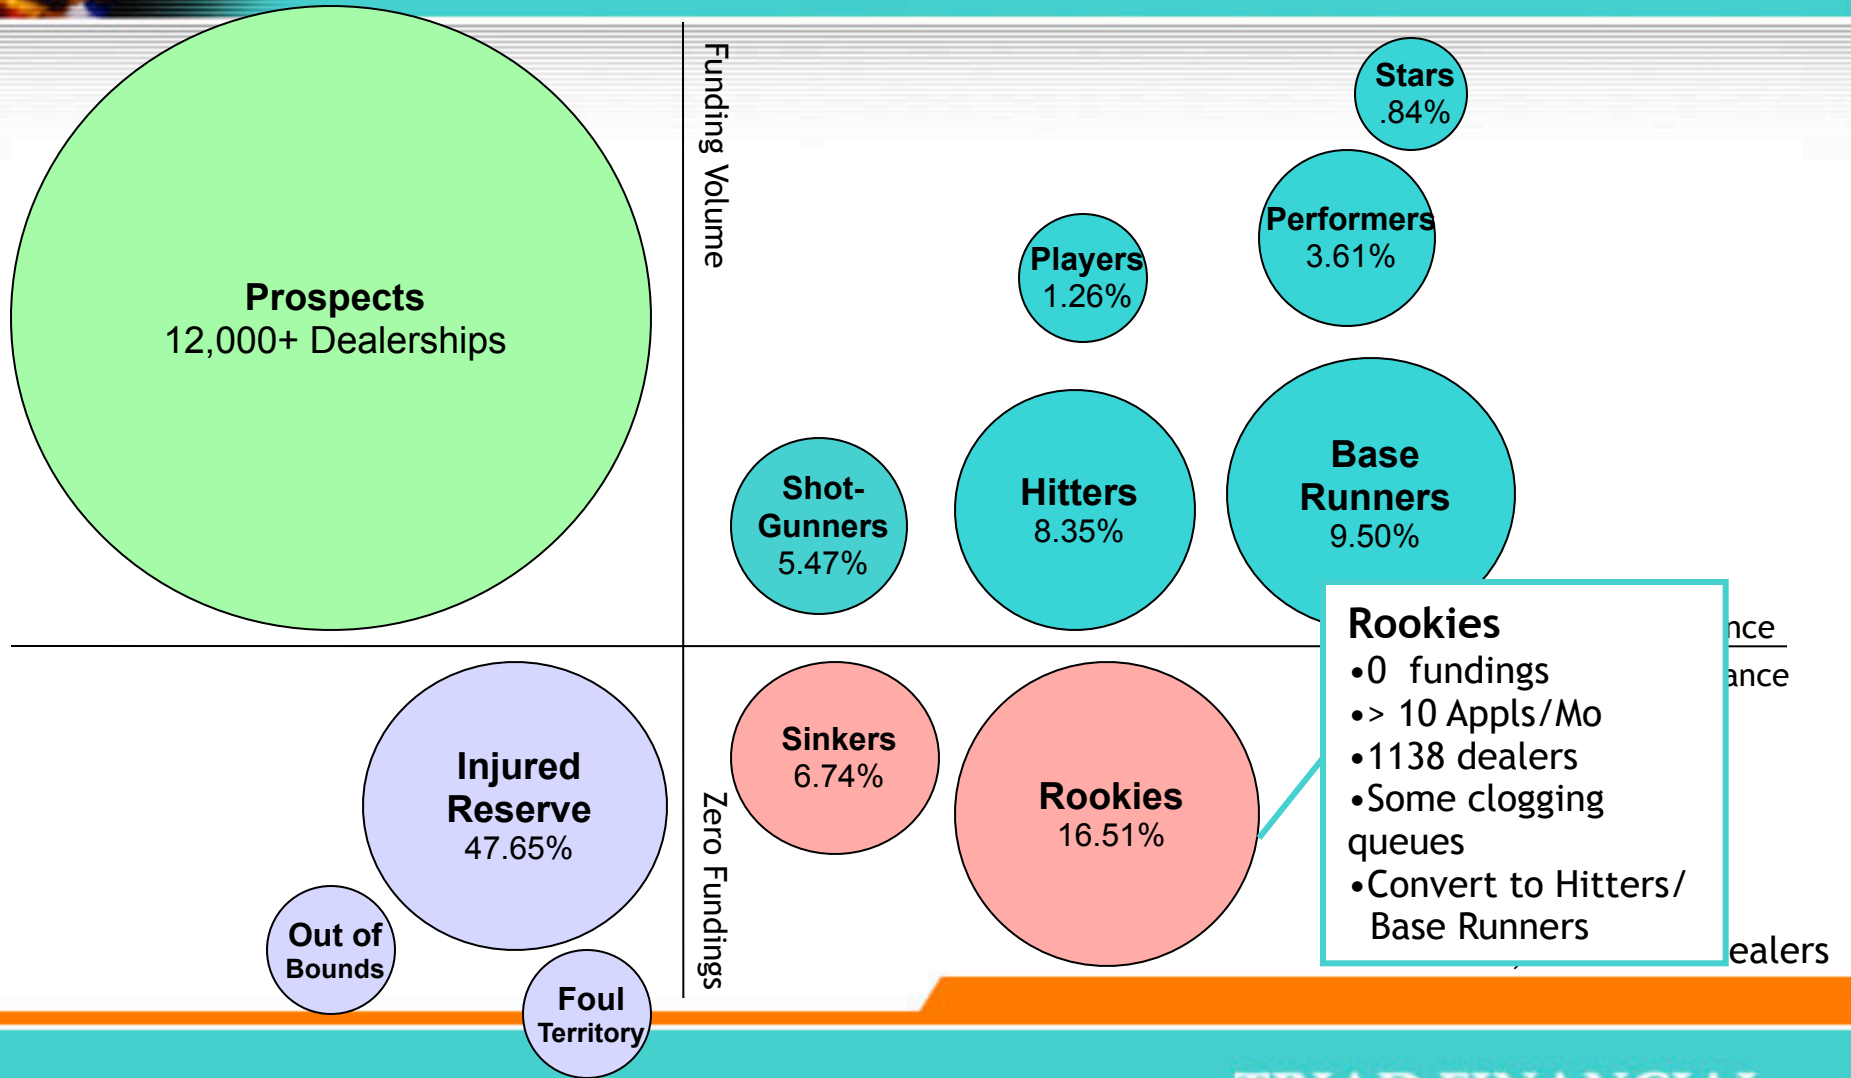 Prospects
12,000+ Dealerships
Funding Volume
Stars
.84%
Performers
3.61%
Players
1.26%
Shot-
Gunners
5.47%
Hitters
8.35%
Base
Runners
9.50%
Injured
Reserve
47.65%
Out of
Bounds
Foul
Territory
Zero Fundings
Sinkers
6.74%
Rookies
16.51%
Rookies
•0 fundings
•> 10 Appls/Mo
•1138 dealers
•Some clogging
queues
•Convert to Hitters/
Base Runners
TRIAD FINANCIAL